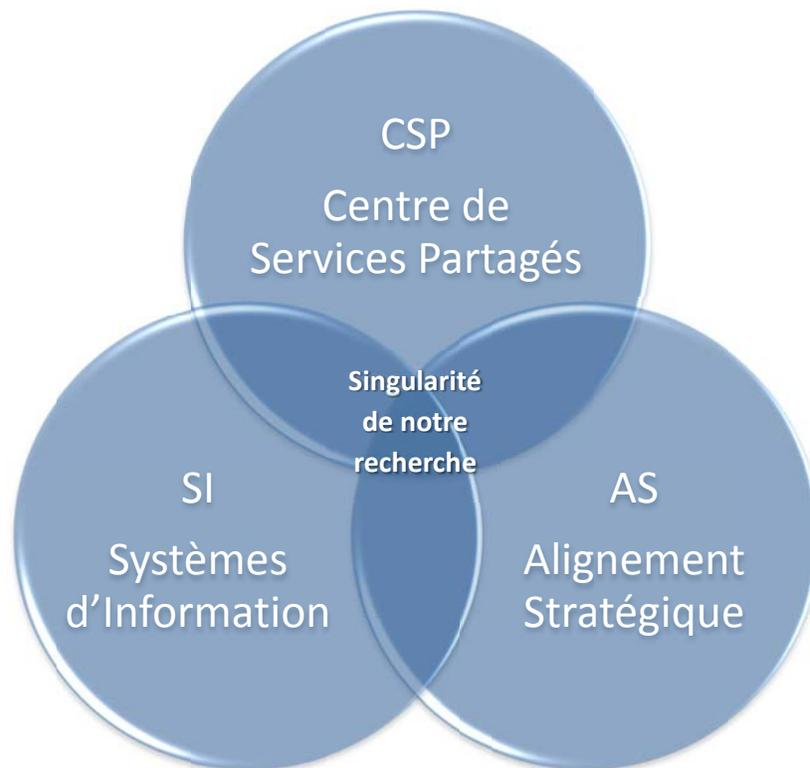 CSP
Centre de
Services Partagés
Singularité
de notre
recherche
SI
Systèmes
d’Information
AS
Alignement
Stratégique